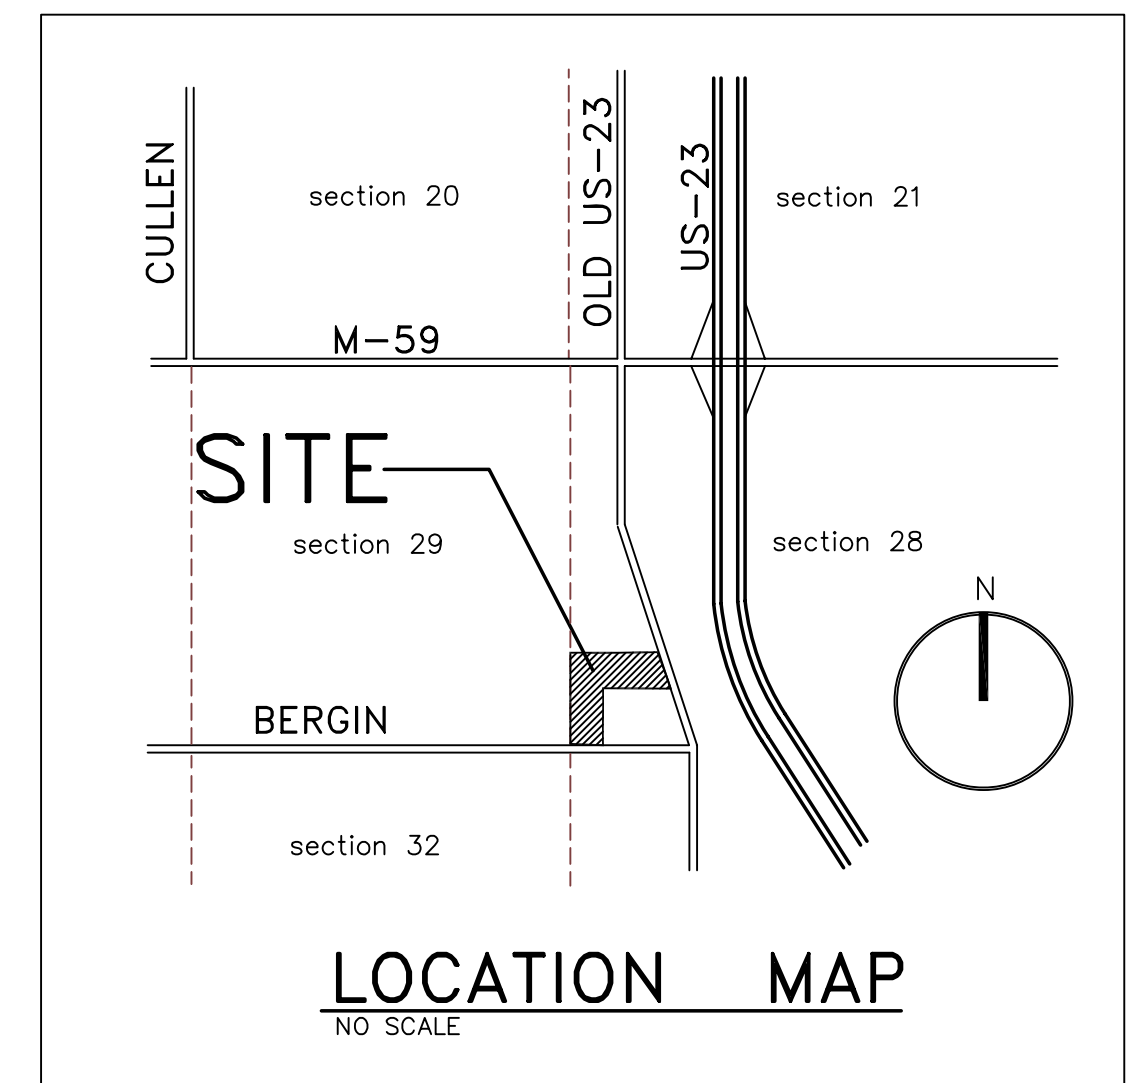 CULLEN
section 20
OLD US-23
US-23
section 21
M-59
SITE
section 29
section 28
N
BERGIN
section 32
LOCATION MAP
NO SCALE